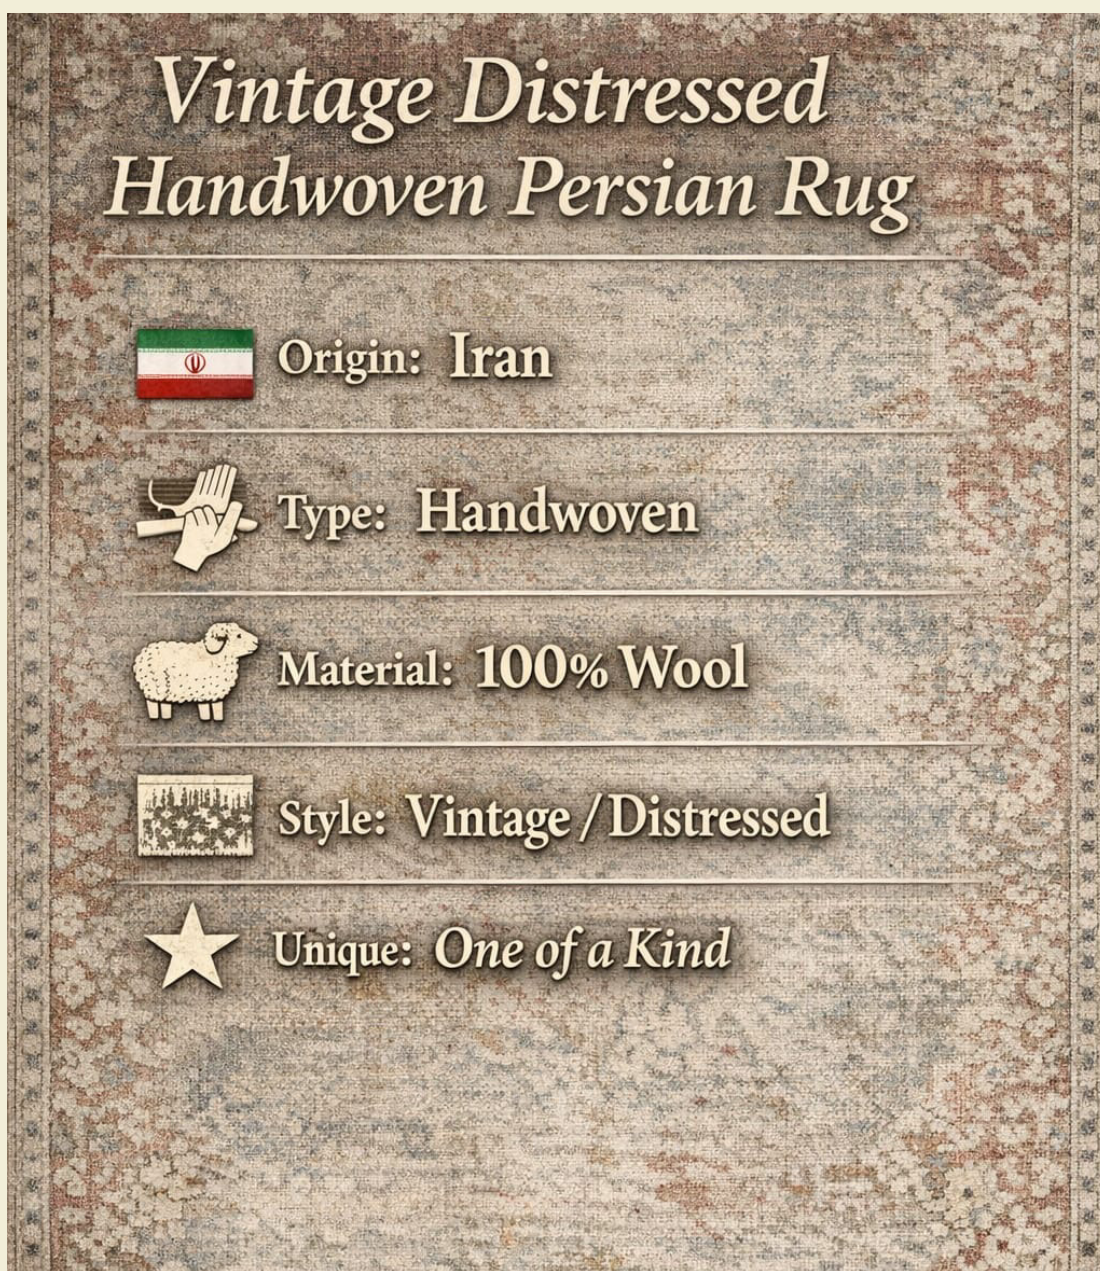 Vintage Distressed
Handwoven Persian Rug
Origin: Iran
Type: Handwoven
Material: 100% Wool
Style: Vintage / Distressed
Unique: One of a Kind